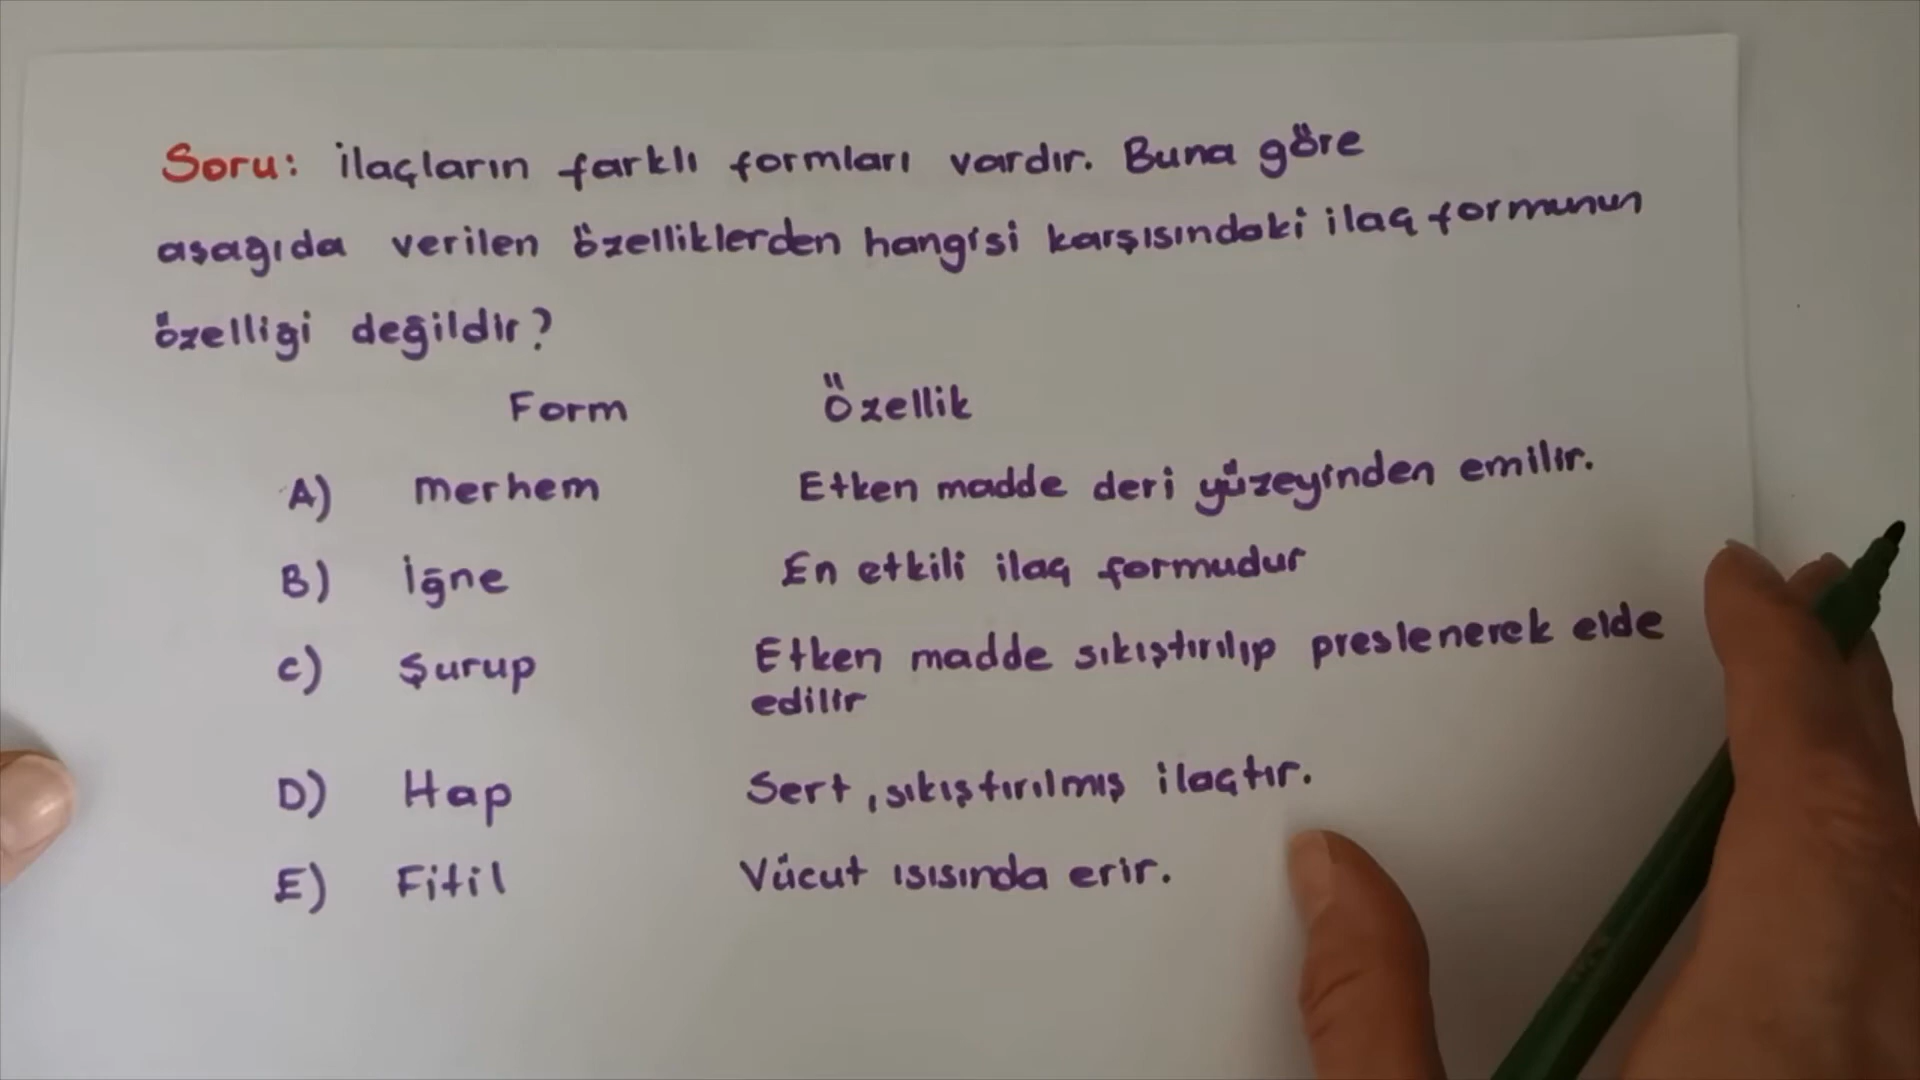 Soru: İlaçların farklı formları vardır. Buna göre
aşağıda verilen özelliklerden hangisi karşısındaki ilaç formunun
özelliği değildir?
Form Özellik
A) merhem Etken madde deri yüzeyinden emilir.
B) İğne En etkili ilaç formudur
C) Şurup Etken madde sıkıştırılıp preslenerek elde
edilir
D) Hap Sert, sıkıştırılmış ilaçtır.
E) Fitil Vücut ısısında erir.